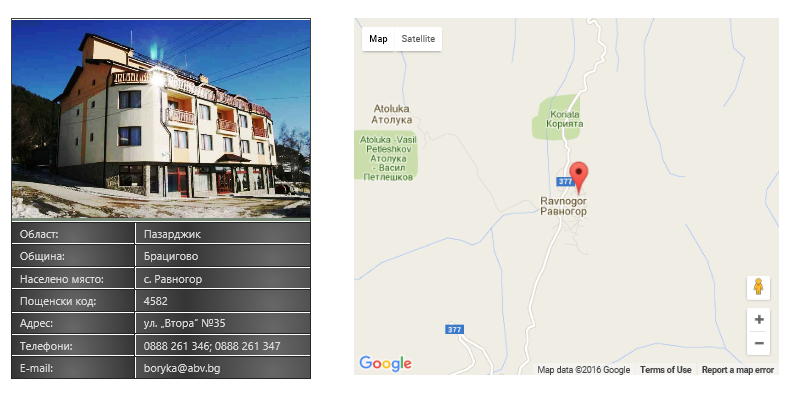 Област: Пазарджик
Община: Брацигово
Населено място: с. Равногор
Пощенски код: 4582
Адрес: ул. „Втора“ №35
Телефони: 0888 261 346; 0888 261 347
E-mail: boryka@abv.bg
Map Satellite
Atoluka
Атолука
Koriata
Корията
Atoluka -Vasil
Petleshkov
Атолука
- Васил
Петлешков
377
Ravnogor
Равногор
377
Google
Map data ©2016 Google Terms of Use Report a map error